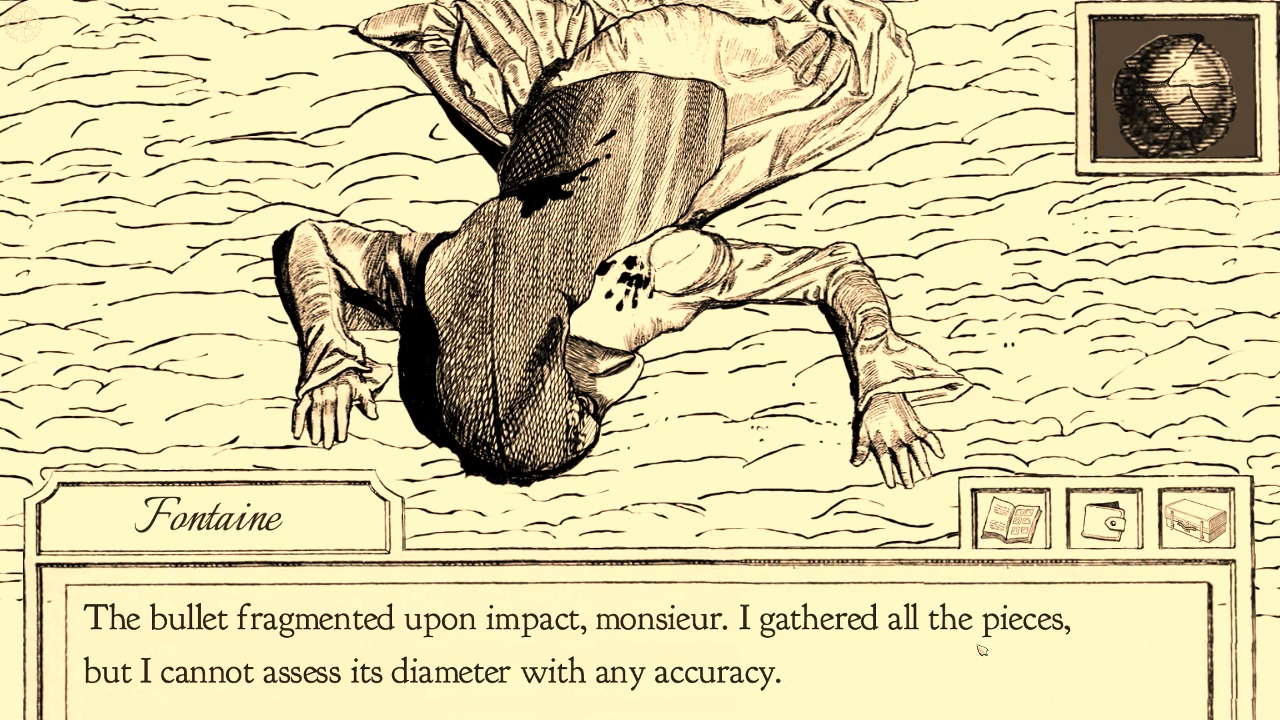 Fontaine
The bullet fragmented upon impact, monsieur. I gathered all the pieces,
but I cannot assess its diameter with any accuracy.